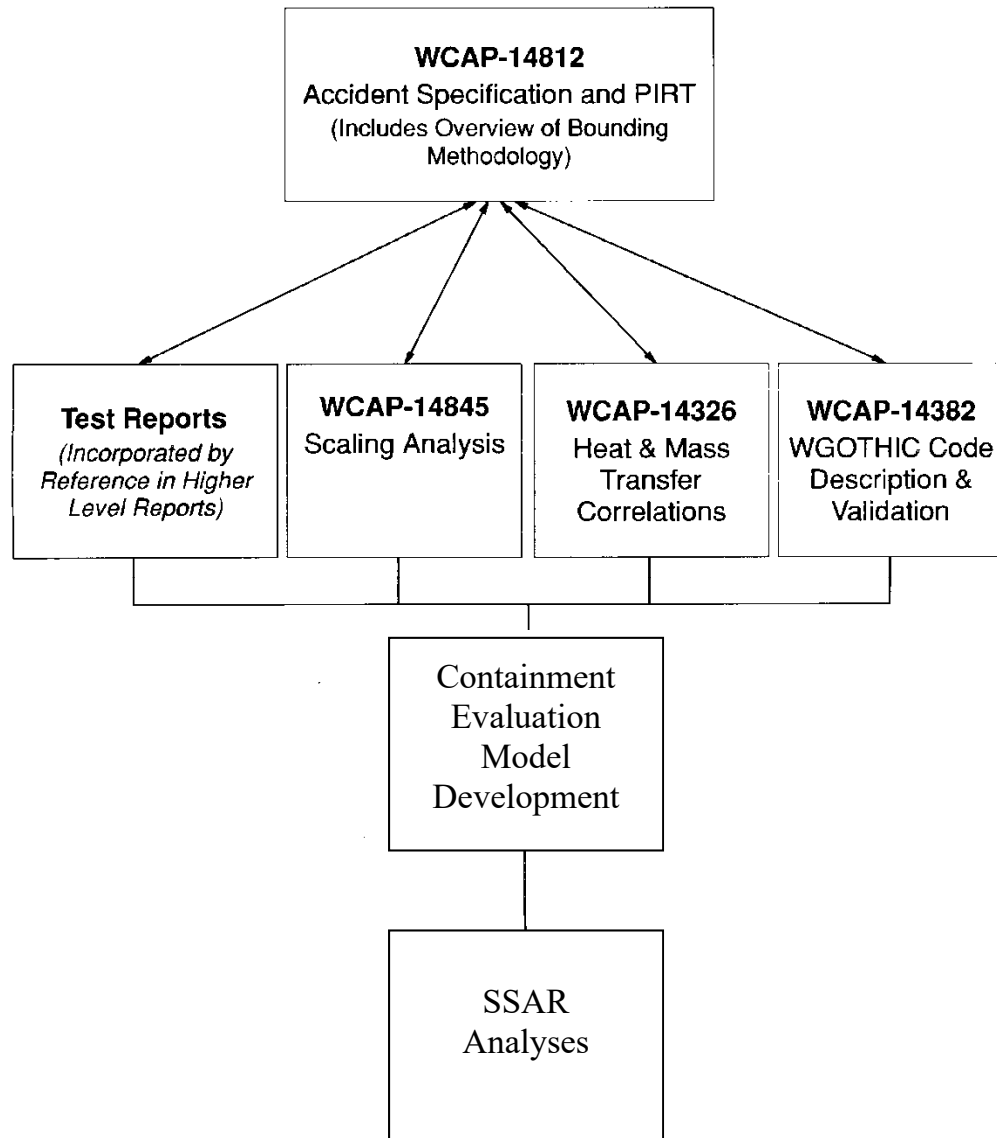 WCAP-14812
Accident Specification and PIRT
(Includes Overview of Bounding
Methodology)
Test Reports
(Incorporated by
Reference in Higher
Level Reports)
WCAP-14845
Scaling Analysis
WCAP-14326
Heat & Mass
Transfer
Correlations
WCAP-14382
WGOTHIC Code
Description &
Validation
Containment
Evaluation
Model
Development
SSAR
Analyses